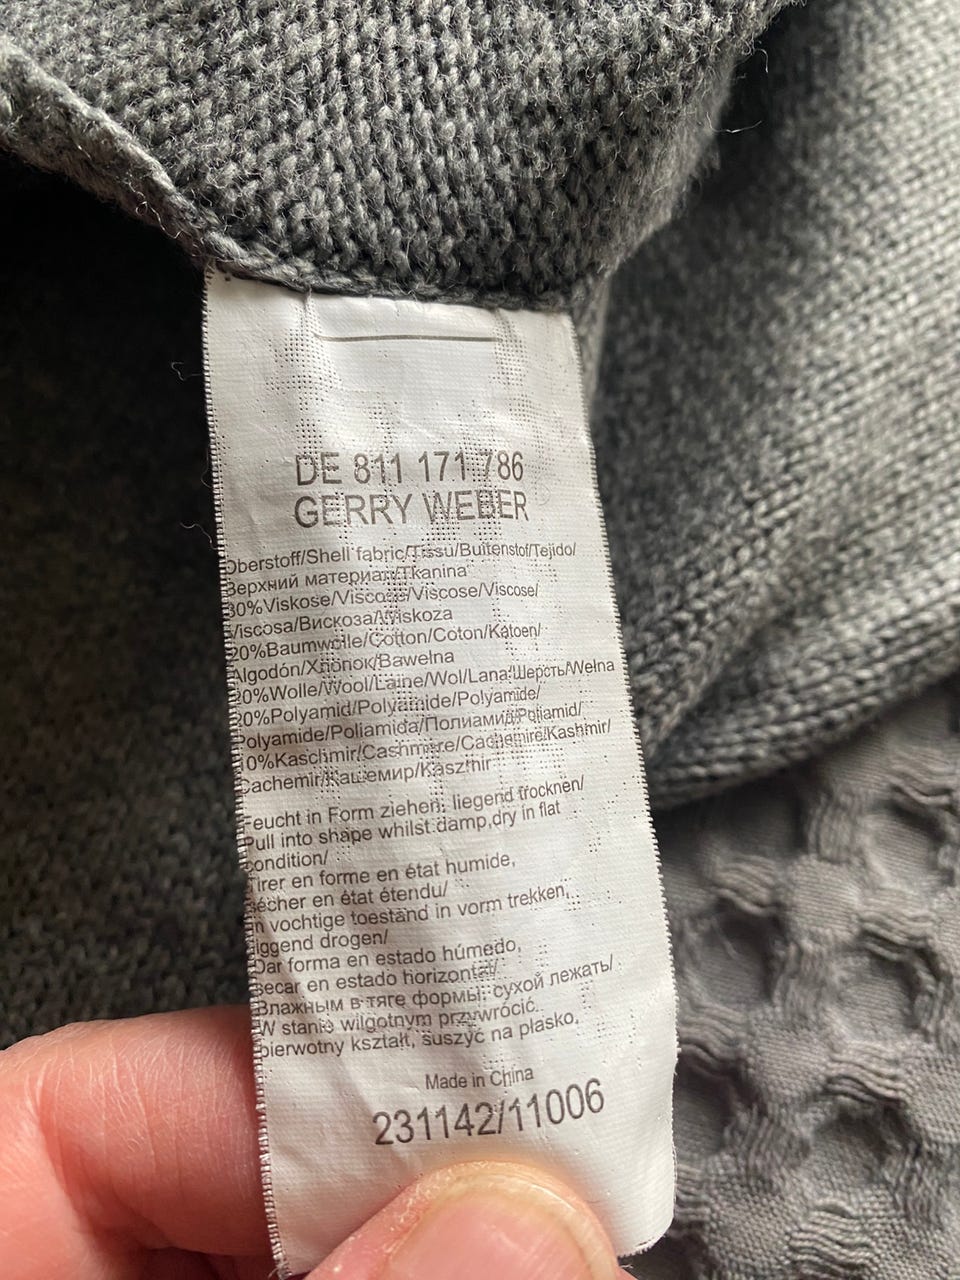 DE 811 171 786
GERRY WEBER
Oberstoff/Shell fabric/Tissu/Buitenstof/Tejido/
Верхний материал/Tkanina
30%Viskose/Viscose/Viscose/Viscose/
Viscosa/Вискоза/Wiskoza
20%Baumwolle/Cotton/Coton/Katoen/
Algodón/Хлопок/Bawełna
20%Wolle/Wool/Laine/Wol/Lana/Шерсть/Wełna
20%Polyamid/Polyamide/Polyamide/
Polyamide/Poliamida/Полиамид/Poliamid/
10%Kaschmir/Cashmere/Cachemire/Kashmir/
Cachemir/Кашемир/Kaszmir
Feucht in Form ziehen, liegend trocknen/
Pull into shape whilst damp,dry in flat
condition/
Tirer en forme en état humide,
sécher en état étendu/
In vochtige toestand in vorm trekken,
liggend drogen/
Dar forma en estado húmedo,
secar en estado horizontal/
Влажным в тяге формы, сухой лежать/
W stanie wilgotnym przywrócić
pierwotny kształt, suszyć na płasko,
Made in China
231142/11006